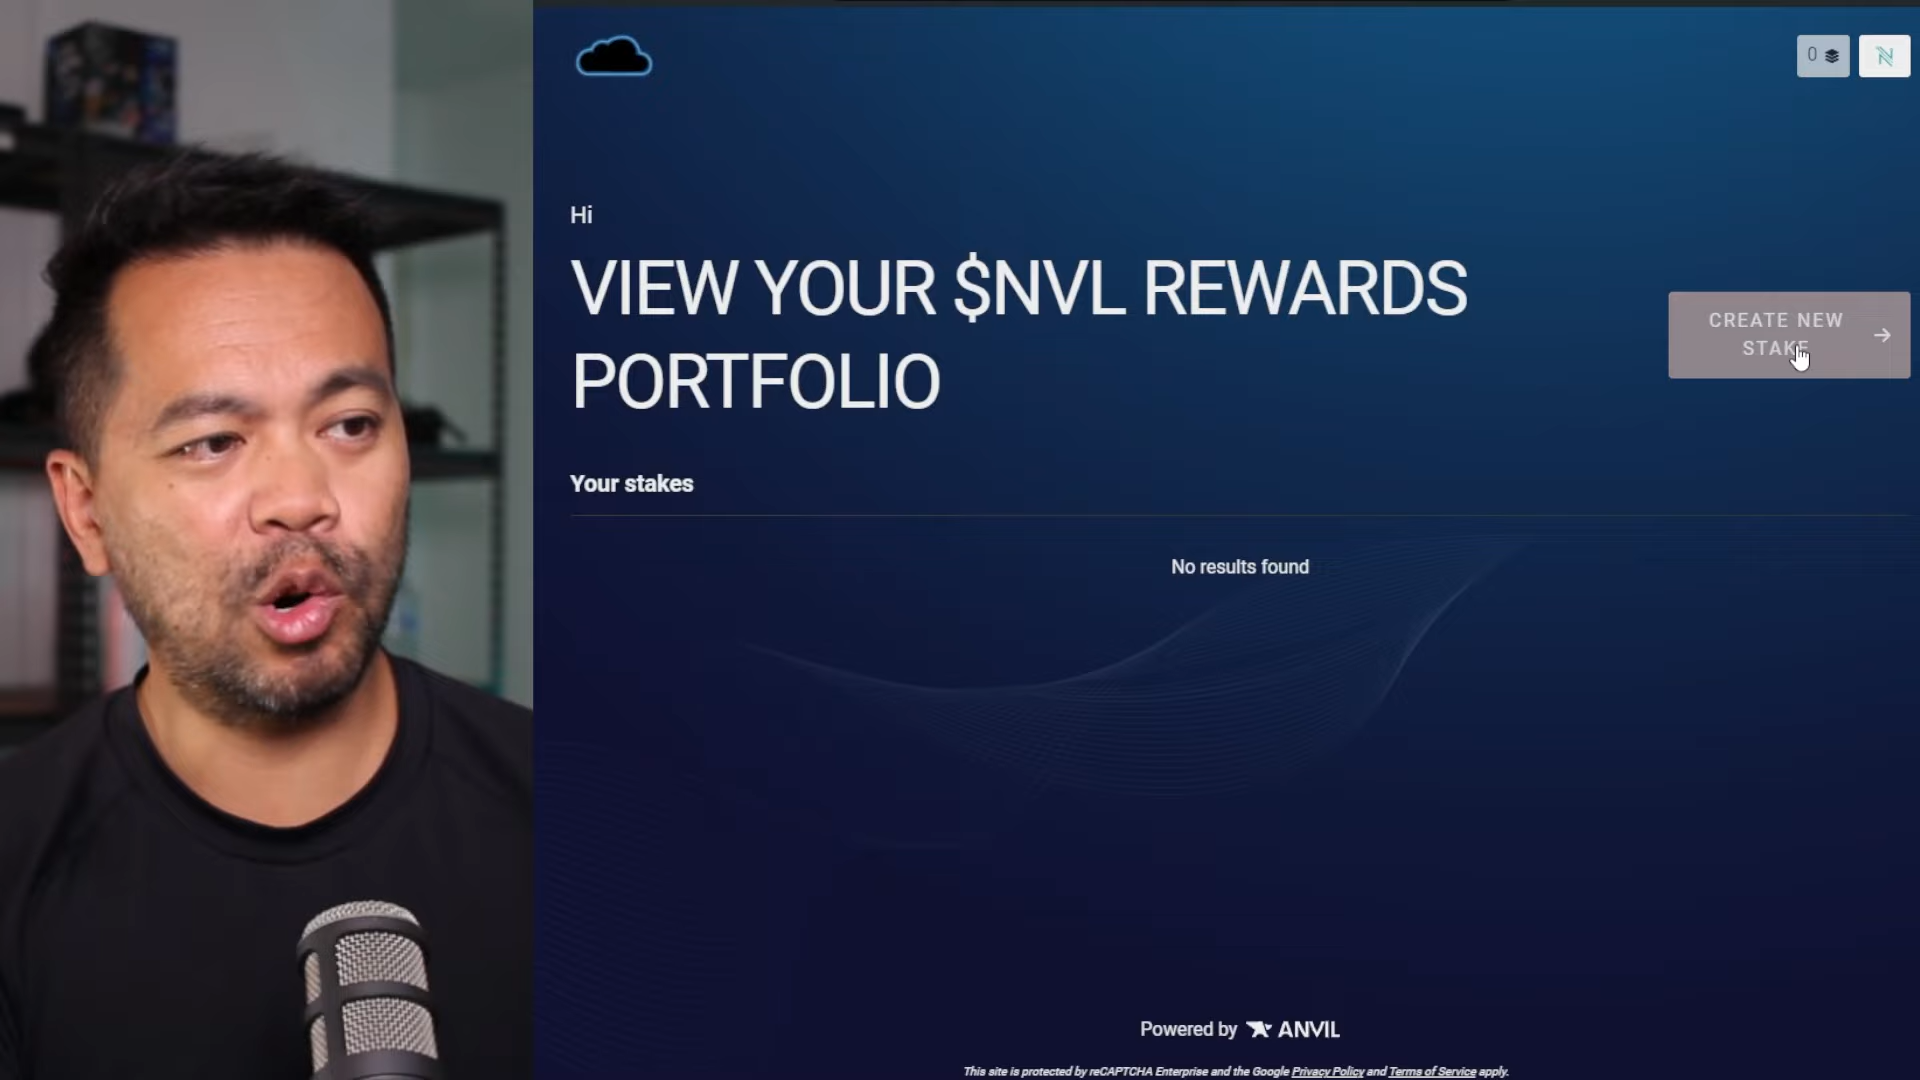 0
Hi
VIEW YOUR $NVL REWARDS
PORTFOLIO
CREATE NEW
STAKE
Your stakes
No results found
Powered by ANVIL
This site is protected by reCAPTCHA Enterprise and the Google Privacy Policy and Terms of Service apply.